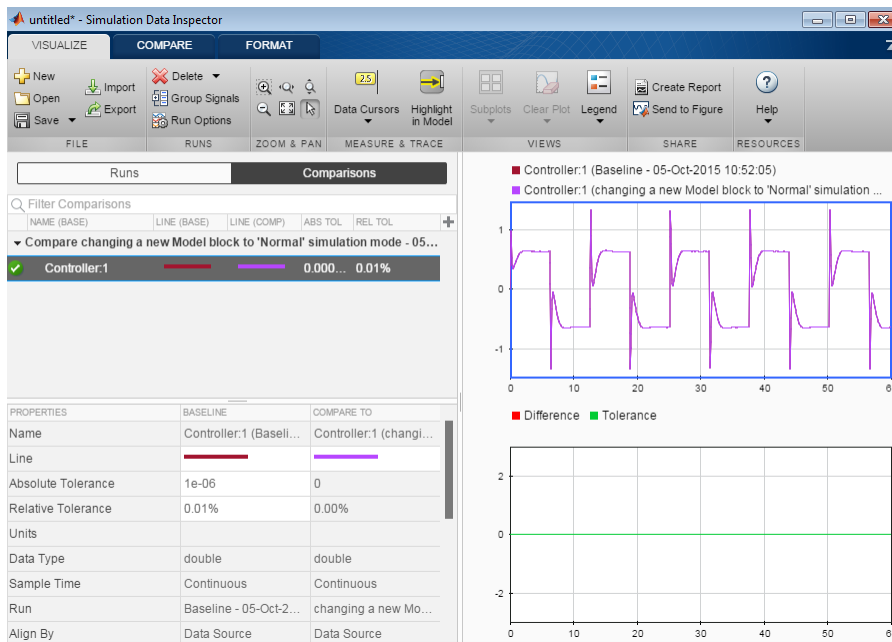 untitled* - Simulation Data Inspector
VISUALIZE COMPARE FORMAT
New
Open
Save
Import
Export
FILE
Delete
Group Signals
Run Options
RUNS
ZOOM & PAN
2.5
Data Cursors
Highlight in Model
MEASURE & TRACE
Subplots
Clear Plot
Legend
VIEWS
Create Report
Send to Figure
SHARE
?
Help
RESOURCES
Runs Comparisons
Filter Comparisons
NAME (BASE) LINE (BASE) LINE (COMP) ABS TOL REL TOL
Compare changing a new Model block to 'Normal' simulation mode - 05...
Controller:1 0.000... 0.01%
PROPERTIES BASELINE COMPARE TO
Name Controller:1 (Baseli... Controller:1 (changi...
Line
Absolute Tolerance 1e-06 0
Relative Tolerance 0.01% 0.00%
Units
Data Type double double
Sample Time Continuous Continuous
Run Baseline - 05-Oct-2... changing a new Mo...
Align By Data Source Data Source
Controller:1 (Baseline - 05-Oct-2015 10:52:05)
Controller:1 (changing a new Model block to 'Normal' simulation ...
1
0
-1
0 10 20 30 40 50
Difference Tolerance
2
0
-2
0 10 20 30 40 50